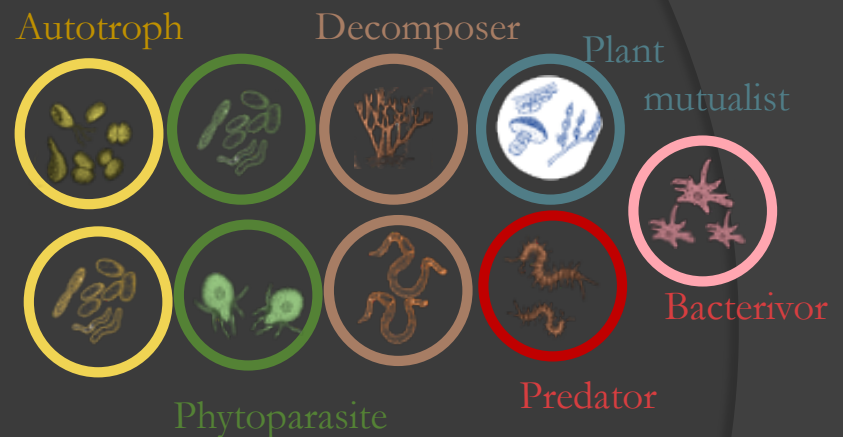 Autotroph
Decomposer
Plant
mutualist
Bacterivor
Predator
Phytoparasite